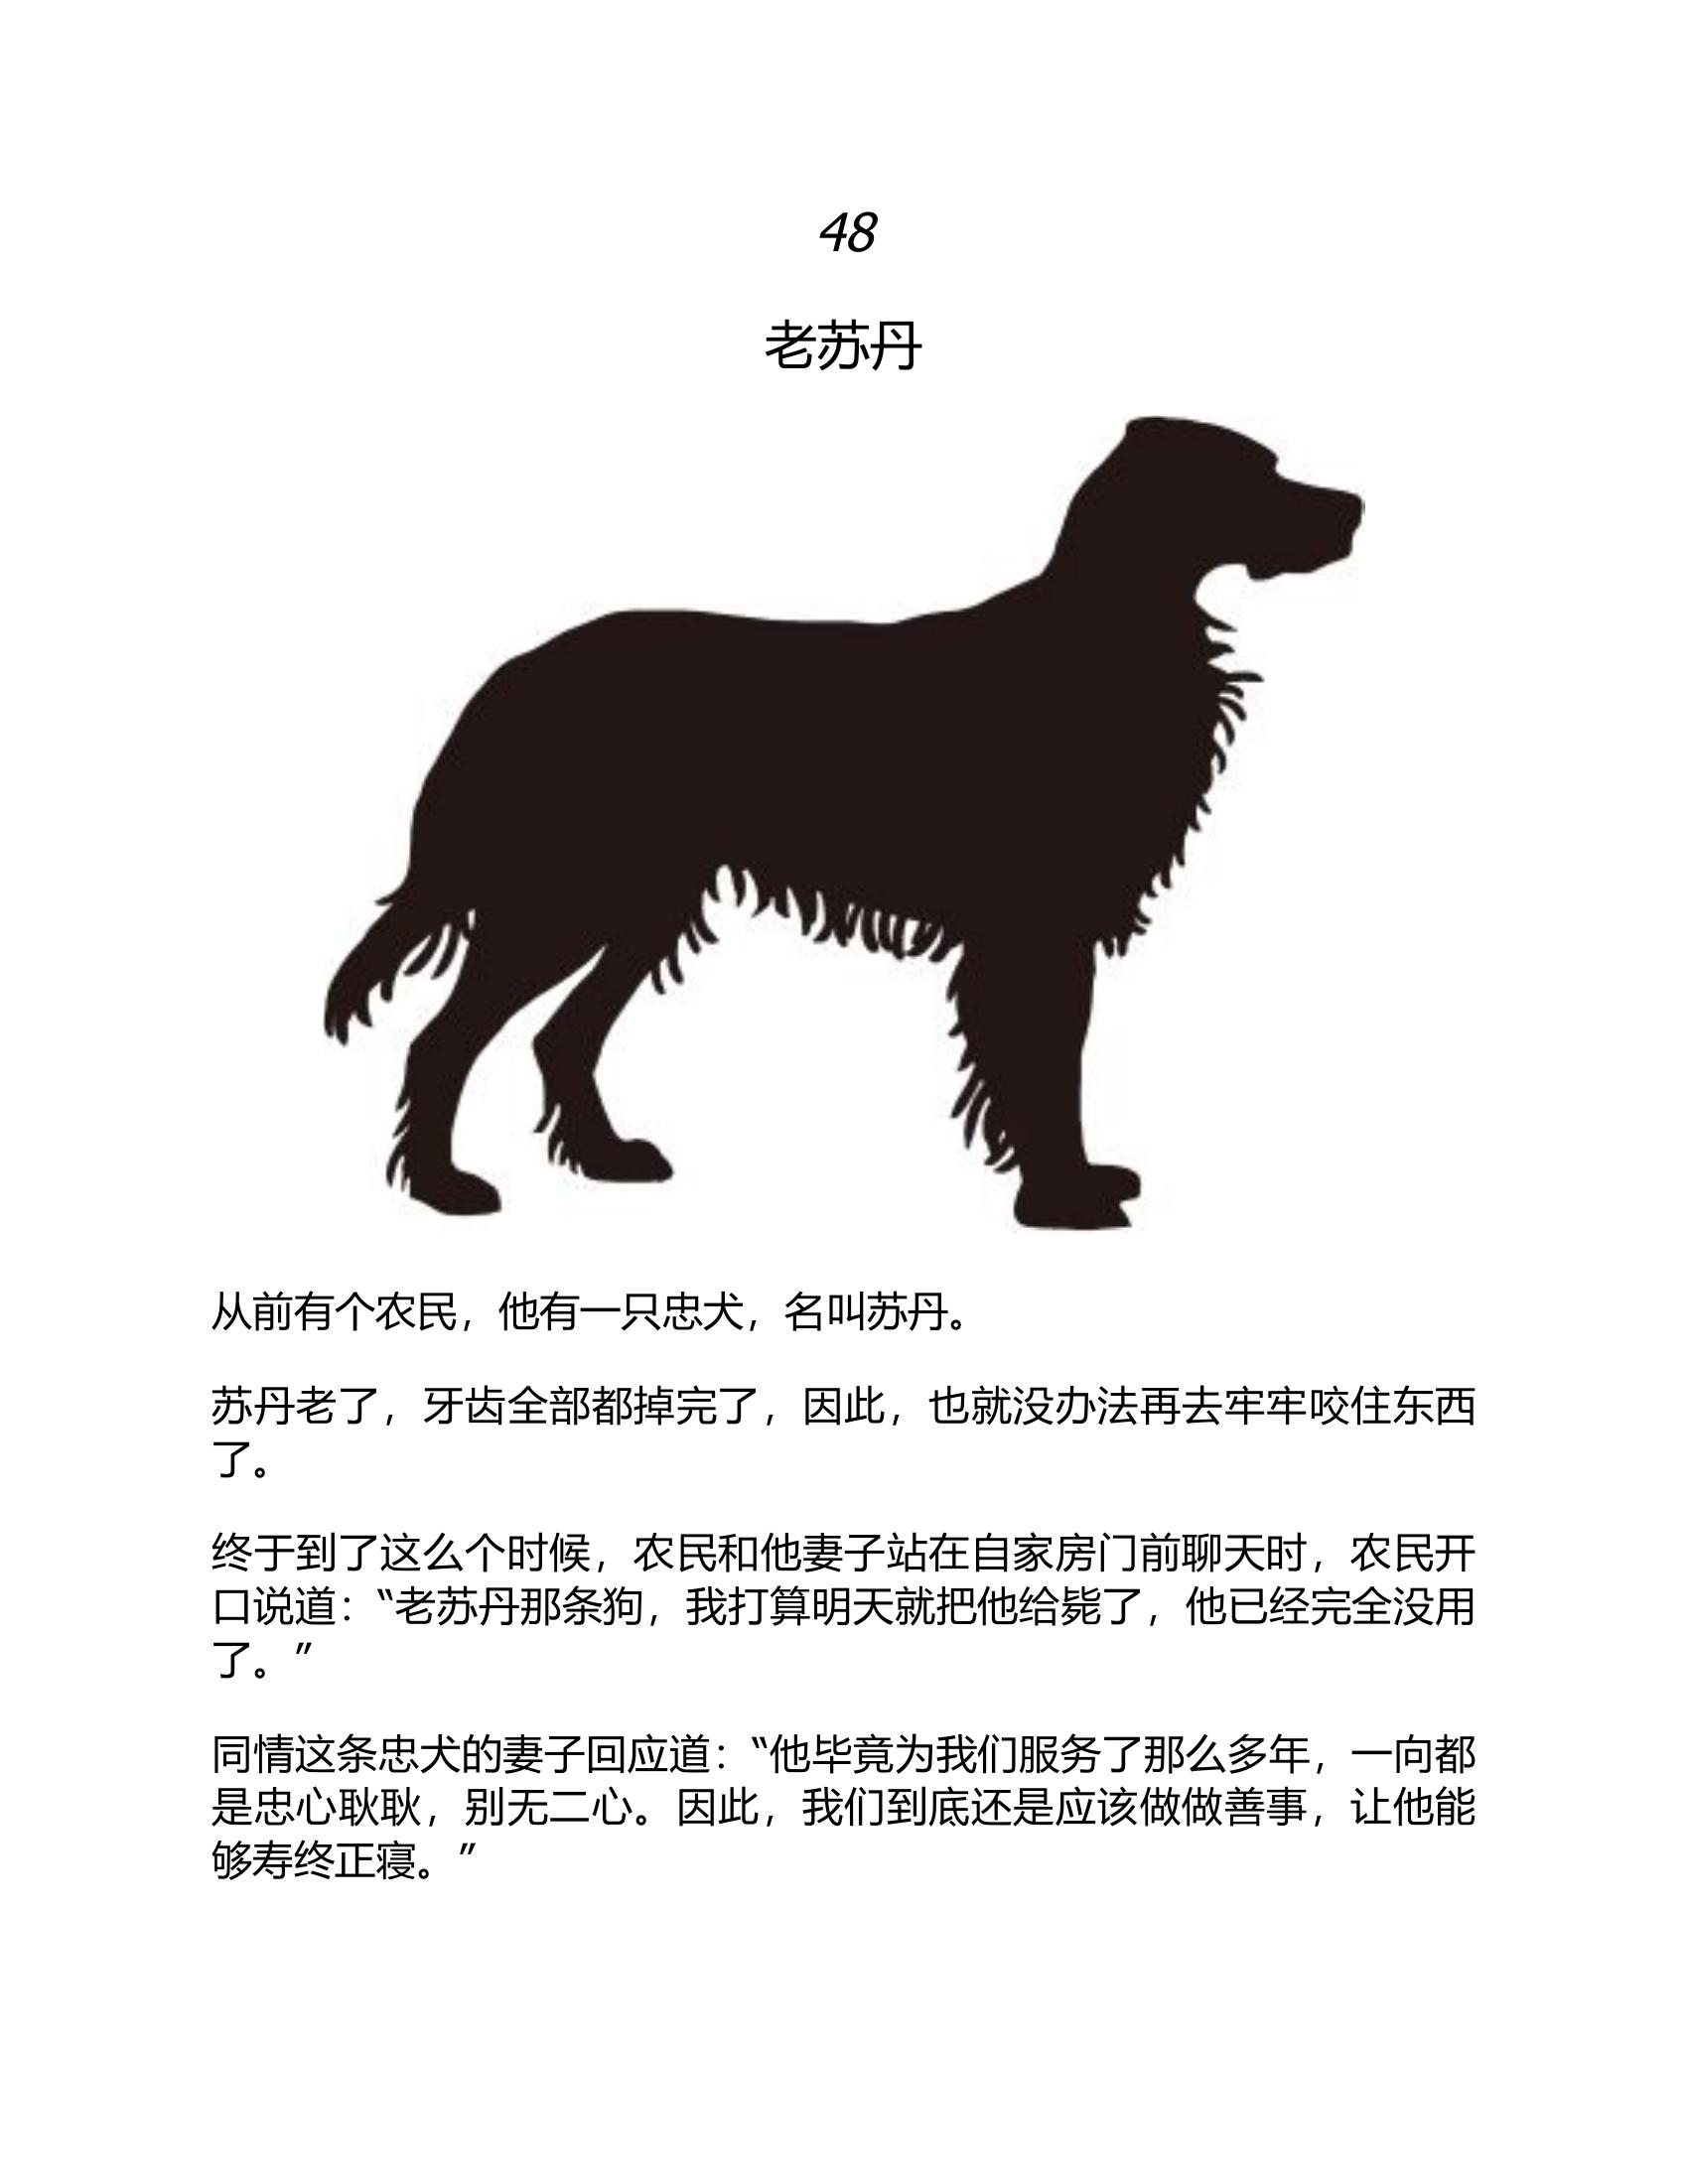 48
老苏丹
从前有个农民，他有一只忠犬，名叫苏丹。
苏丹老了，牙齿全部都掉完了，因此，也就没办法再去牢牢咬住东西
了。
终于到了这么个时候，农民和他妻子站在自家房门前聊天时，农民开
口说道：“老苏丹那条狗，我打算明天就把他给毙了，他已经完全没用
了。”
同情这条忠犬的妻子回应道：“他毕竟为我们服务了那么多年，一向都
是忠心耿耿，别无二心。因此，我们到底还是应该做做善事，让他能
够寿终正寝。”